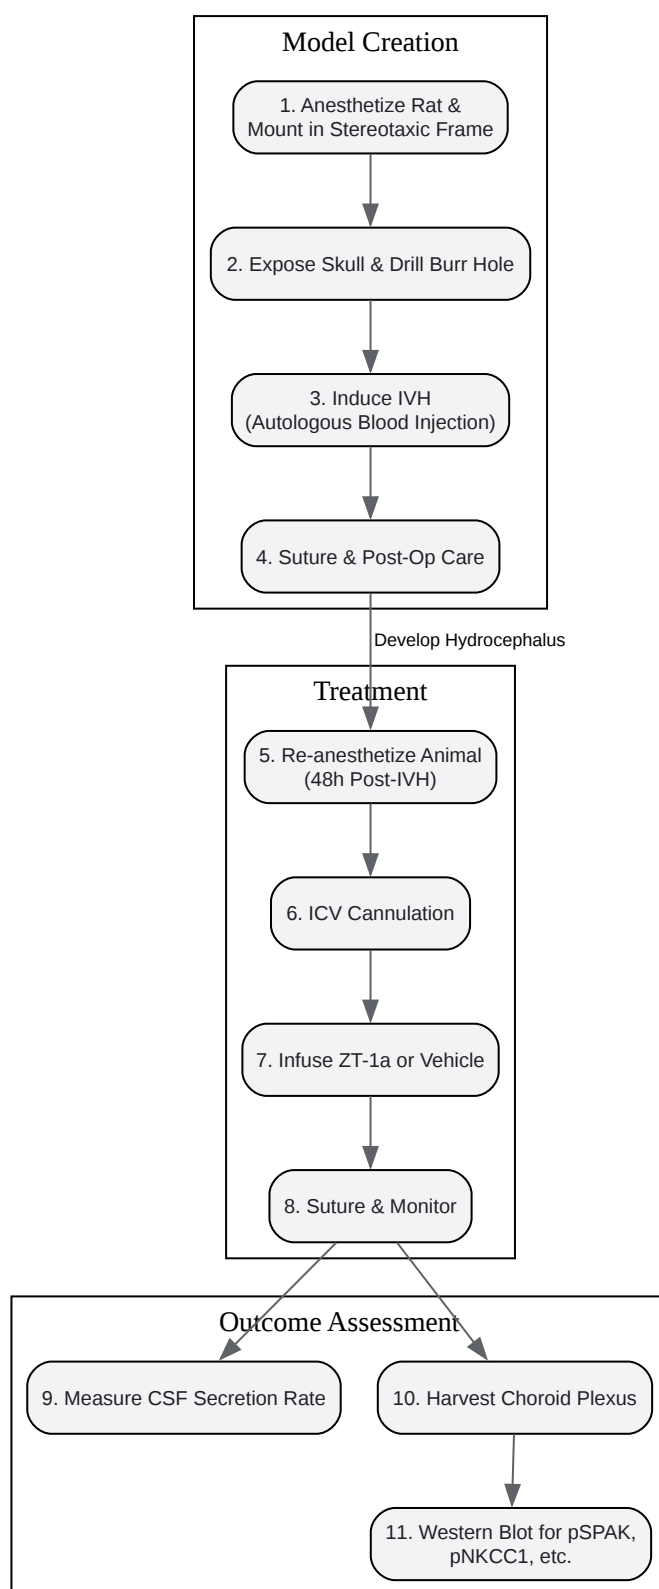 Model Creation
1. Anesthetize Rat &
Mount in Stereotaxic Frame
2. Expose Skull & Drill Burr Hole
3. Induce IVH
(Autologous Blood Injection)
4. Suture & Post-Op Care
Develop Hydrocephalus
Treatment
5. Re-anesthetize Animal
(48h Post-IVH)
6. ICV Cannulation
7. Infuse ZT-1a or Vehicle
8. Suture & Monitor
Outcome Assessment
9. Measure CSF Secretion Rate
10. Harvest Choroid Plexus
11. Western Blot for pSPAK,
pNKCC1, etc.